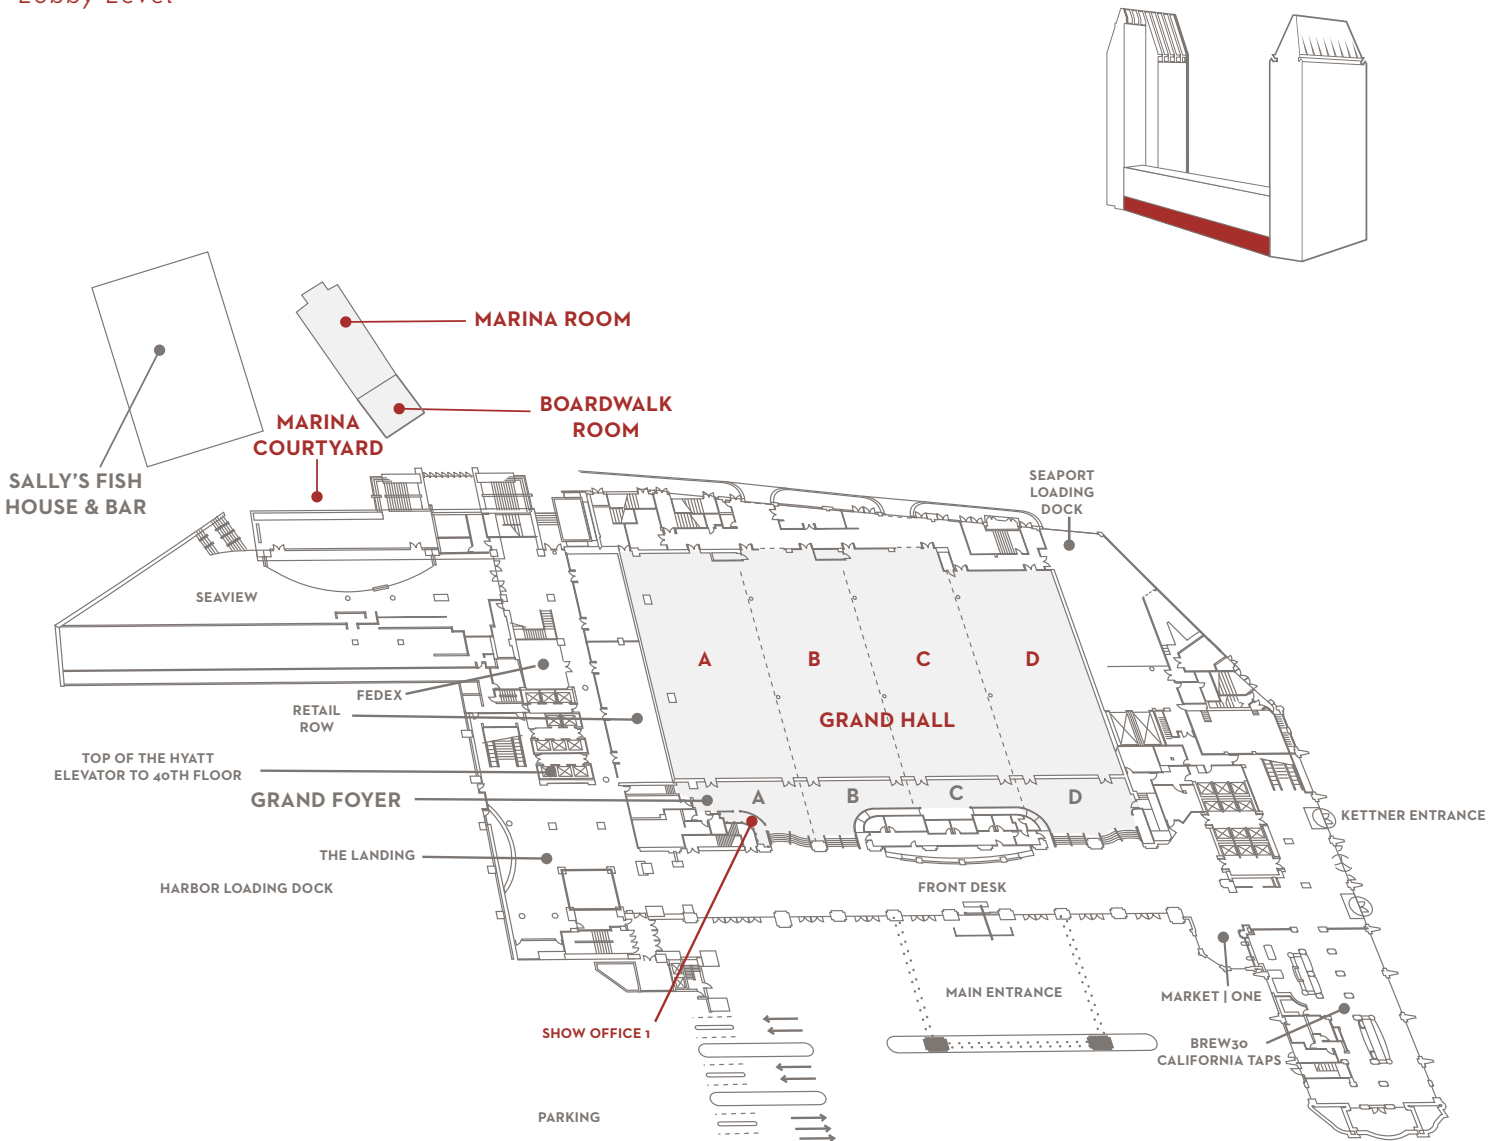 Lobby Level
MARINA ROOM
BOARDWALK
ROOM
MARINA
COURTYARD
SALLY'S FISH
HOUSE & BAR
SEAPORT
LOADING
DOCK
SEAVIEW
A
B
C
D
FEDEX
RETAIL
ROW
GRAND HALL
TOP OF THE HYATT
ELEVATOR TO 40TH FLOOR
GRAND FOYER
A
B
C
D
KETTNER ENTRANCE
THE LANDING
HARBOR LOADING DOCK
FRONT DESK
MAIN ENTRANCE
MARKET | ONE
SHOW OFFICE 1
BREW30
CALIFORNIA TAPS
PARKING